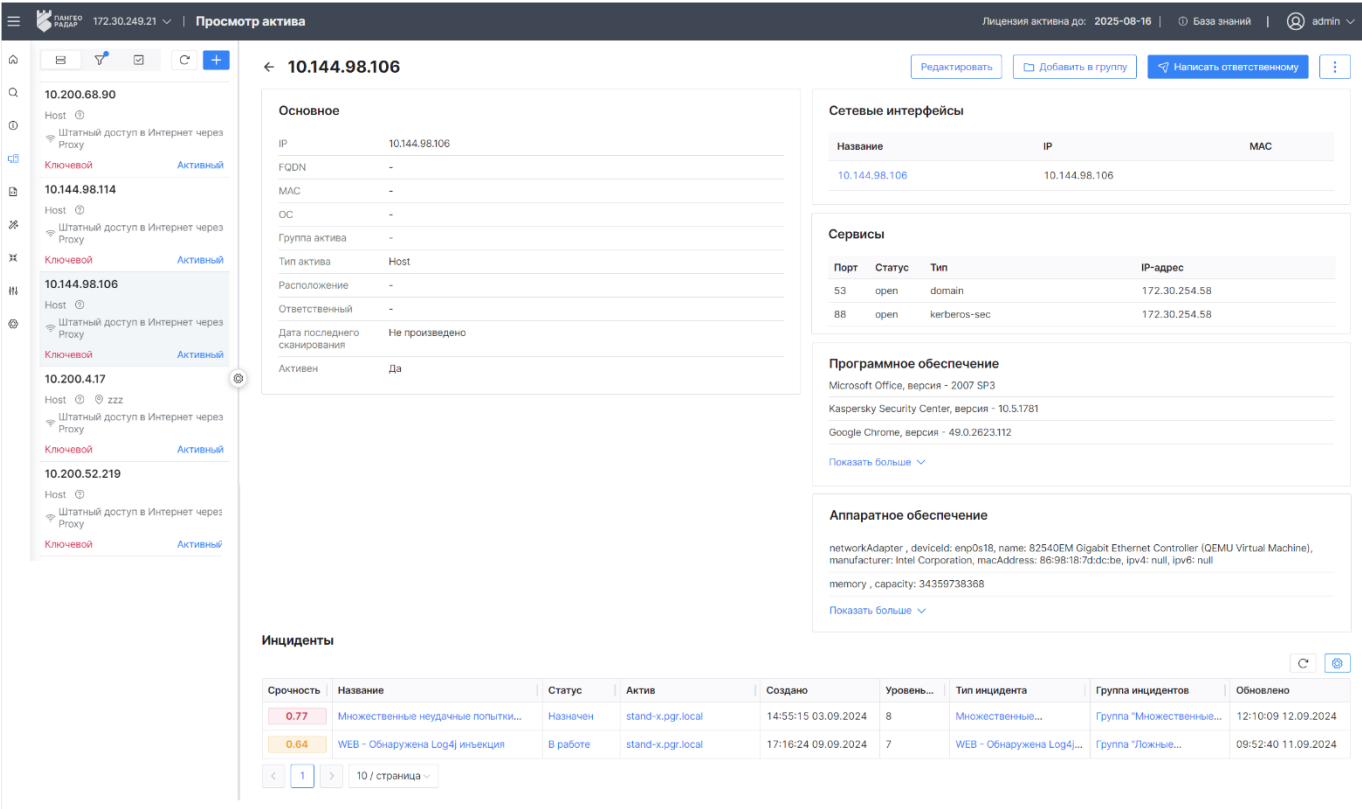 ПАНГЕО
РАДАР
172.30.249.21
Просмотр актива
Лицензия активна до: 2025-08-16
База знаний
admin
10.200.68.90
Host
Штатный доступ в Интернет через
Proxy
Ключевой
Активный
10.144.98.114
Host
Штатный доступ в Интернет через
Proxy
Ключевой
Активный
10.144.98.106
Host
Штатный доступ в Интернет через
Proxy
Ключевой
Активный
10.200.4.17
Host zzz
Штатный доступ в Интернет через
Proxy
Ключевой
Активный
10.200.52.219
Host
Штатный доступ в Интернет через
Proxy
Ключевой
Активный
10.144.98.106
Редактировать
Добавить в группу
Написать ответственному
Основное
IP 10.144.98.106
FQDN -
MAC -
ОС -
Группа актива -
Тип актива Host
Расположение -
Ответственный -
Дата последнего Не произведено
сканирования
Активен Да
Сетевые интерфейсы
Название IP MAC
10.144.98.106 10.144.98.106
Сервисы
Порт Статус Тип IP-адрес
53 open domain 172.30.254.58
88 open kerberos-sec 172.30.254.58
Программное обеспечение
Microsoft Office, версия - 2007 SP3
Kaspersky Security Center, версия - 10.5.1781
Google Chrome, версия - 49.0.2623.112
Показать больше
Аппаратное обеспечение
networkAdapter , deviceId: enp0s18, name: 82540EM Gigabit Ethernet Controller (QEMU Virtual Machine),
manufacturer: Intel Corporation, macAddress: 86:98:18:7d:dc:be, ipv4: null, ipv6: null
memory , capacity: 34359738368
Показать больше
Инциденты
Срочность Название Статус Актив Создано Уровень... Тип инцидента Группа инцидентов Обновлено
0.77 Множественные неудачные попытки... Назначен stand-x.pgr.local 14:55:15 03.09.2024 8 Множественные... Группа "Множественные... 12:10:09 12.09.2024
0.64 WEB - Обнаружена Log4j инъекция В работе stand-x.pgr.local 17:16:24 09.09.2024 7 WEB - Обнаружена Log4j... Группа "Ложные... 09:52:40 11.09.2024
1
10 / страница